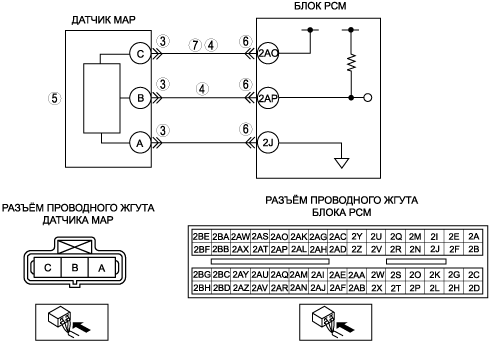 ДАТЧИК MAP
БЛОК PCM
C 3 7 4 6 2AO
5
B 3 4 6 2AP
A 3 6 2J
РАЗЪЁМ ПРОВОДНОГО ЖГУТА
ДАТЧИКА MAP
C B A
РАЗЪЁМ ПРОВОДНОГО ЖГУТА
БЛОКА PCM
2BE 2BA 2AW 2AS 2AO 2AK 2AG 2AC 2Y 2U 2Q 2M 2I 2E 2A
2BF 2BB 2AX 2AT 2AP 2AL 2AH 2AD 2Z 2V 2R 2N 2J 2F 2B
2BG 2BC 2AY 2AU 2AQ 2AM 2AI 2AE 2AA 2W 2S 2O 2K 2G 2C
2BH 2BD 2AZ 2AV 2AR 2AN 2AJ 2AF 2AB 2X 2T 2P 2L 2H 2D